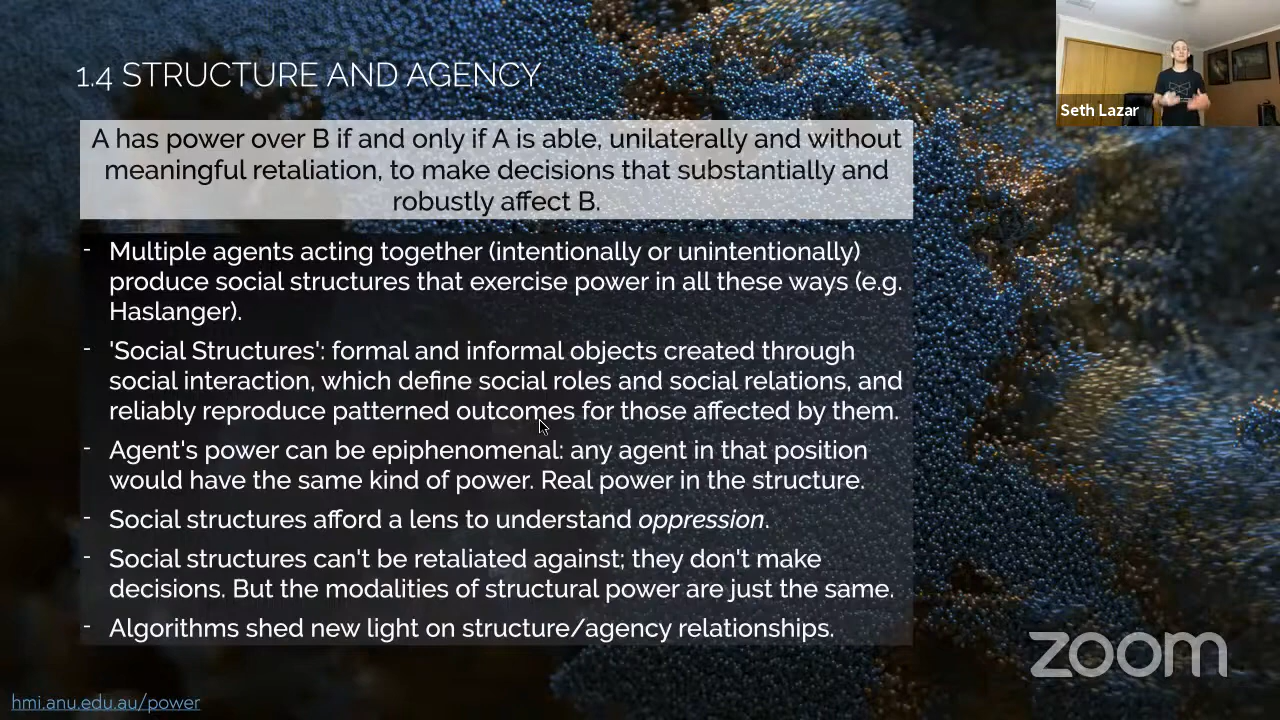 Seth Lazar
1.4 STRUCTURE AND AGENCY
A has power over B if and only if A is able, unilaterally and without
meaningful retaliation, to make decisions that substantially and
robustly affect B.
- Multiple agents acting together (intentionally or unintentionally)
produce social structures that exercise power in all these ways (e.g.
Haslanger).
- 'Social Structures': formal and informal objects created through
social interaction, which define social roles and social relations, and
reliably reproduce patterned outcomes for those affected by them.
- Agent's power can be epiphenomenal: any agent in that position
would have the same kind of power. Real power in the structure.
- Social structures afford a lens to understand oppression.
- Social structures can't be retaliated against; they don't make
decisions. But the modalities of structural power are just the same.
- Algorithms shed new light on structure/agency relationships.
zoom
hmi.anu.edu.au/power